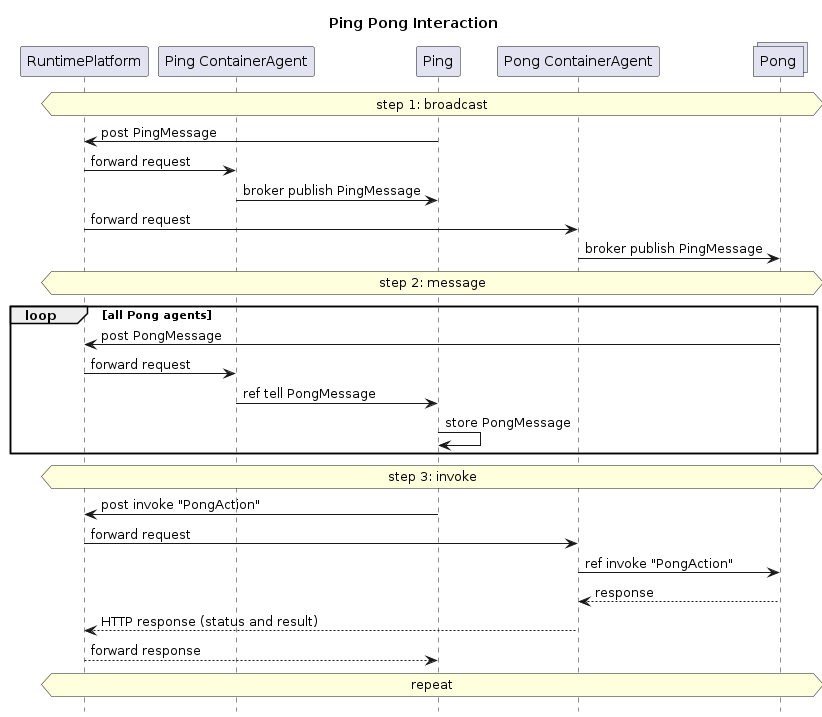 Ping Pong Interaction
RuntimePlatform
Ping ContainerAgent
Ping
Pong ContainerAgent
Pong
step 1: broadcast
post PingMessage
forward request
broker publish PingMessage
forward request
broker publish PingMessage
step 2: message
loop [all Pong agents]
post PongMessage
forward request
ref tell PongMessage
store PongMessage
step 3: invoke
post invoke "PongAction"
forward request
ref invoke "PongAction"
response
HTTP response (status and result)
forward response
repeat